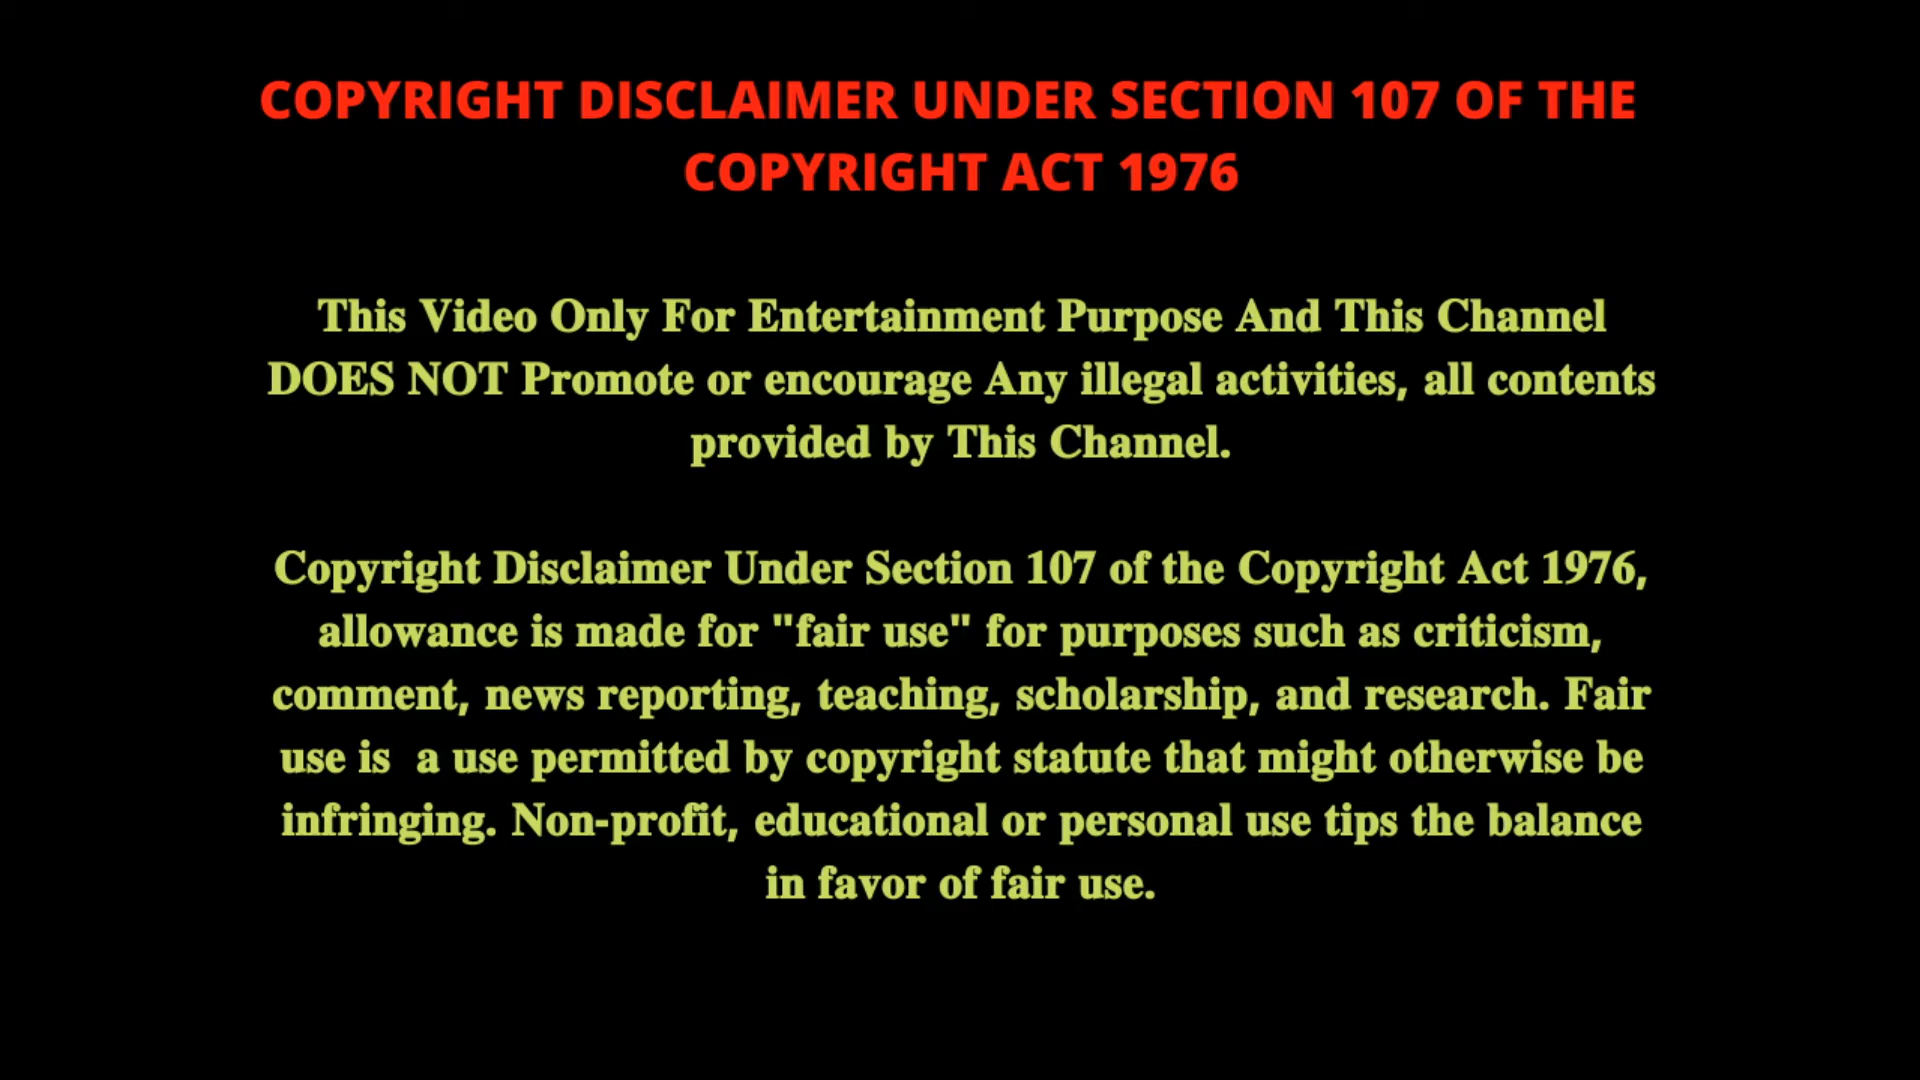 COPYRIGHT DISCLAIMER UNDER SECTION 107 OF THE
COPYRIGHT ACT 1976
This Video Only For Entertainment Purpose And This Channel
DOES NOT Promote or encourage Any illegal activities, all contents
provided by This Channel.
Copyright Disclaimer Under Section 107 of the Copyright Act 1976,
allowance is made for "fair use" for purposes such as criticism,
comment, news reporting, teaching, scholarship, and research. Fair
use is  a use permitted by copyright statute that might otherwise be
infringing. Non-profit, educational or personal use tips the balance
in favor of fair use.